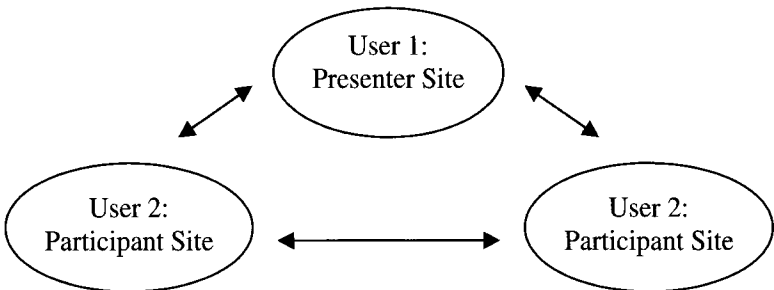 User 1:
Presenter Site
User 2:
Participant Site
User 2:
Participant Site